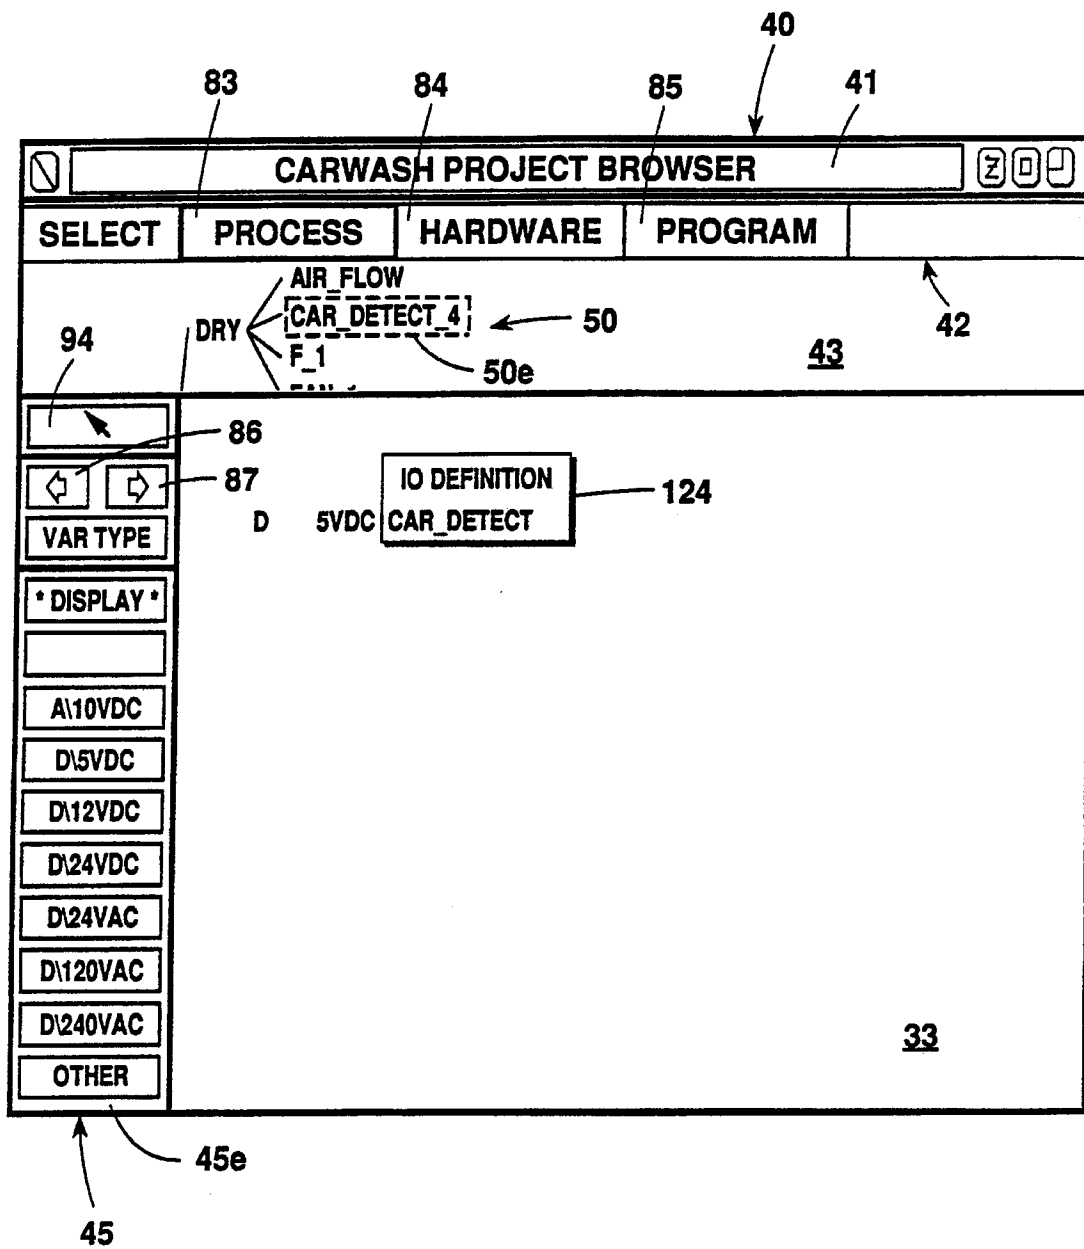 40
83
84
85
41
CARWASH PROJECT BROWSER
SELECT PROCESS HARDWARE PROGRAM
AIR_FLOW
CAR_DETECT_4
DRY
50
42
94
F_1
50e
43
86
87
IO DEFINITION
124
D 5VDC CAR_DETECT
VAR TYPE
* DISPLAY *
A\10VDC
D\5VDC
D\12VDC
D\24VDC
D\24VAC
D\120VAC
D\240VAC
33
OTHER
45e
45